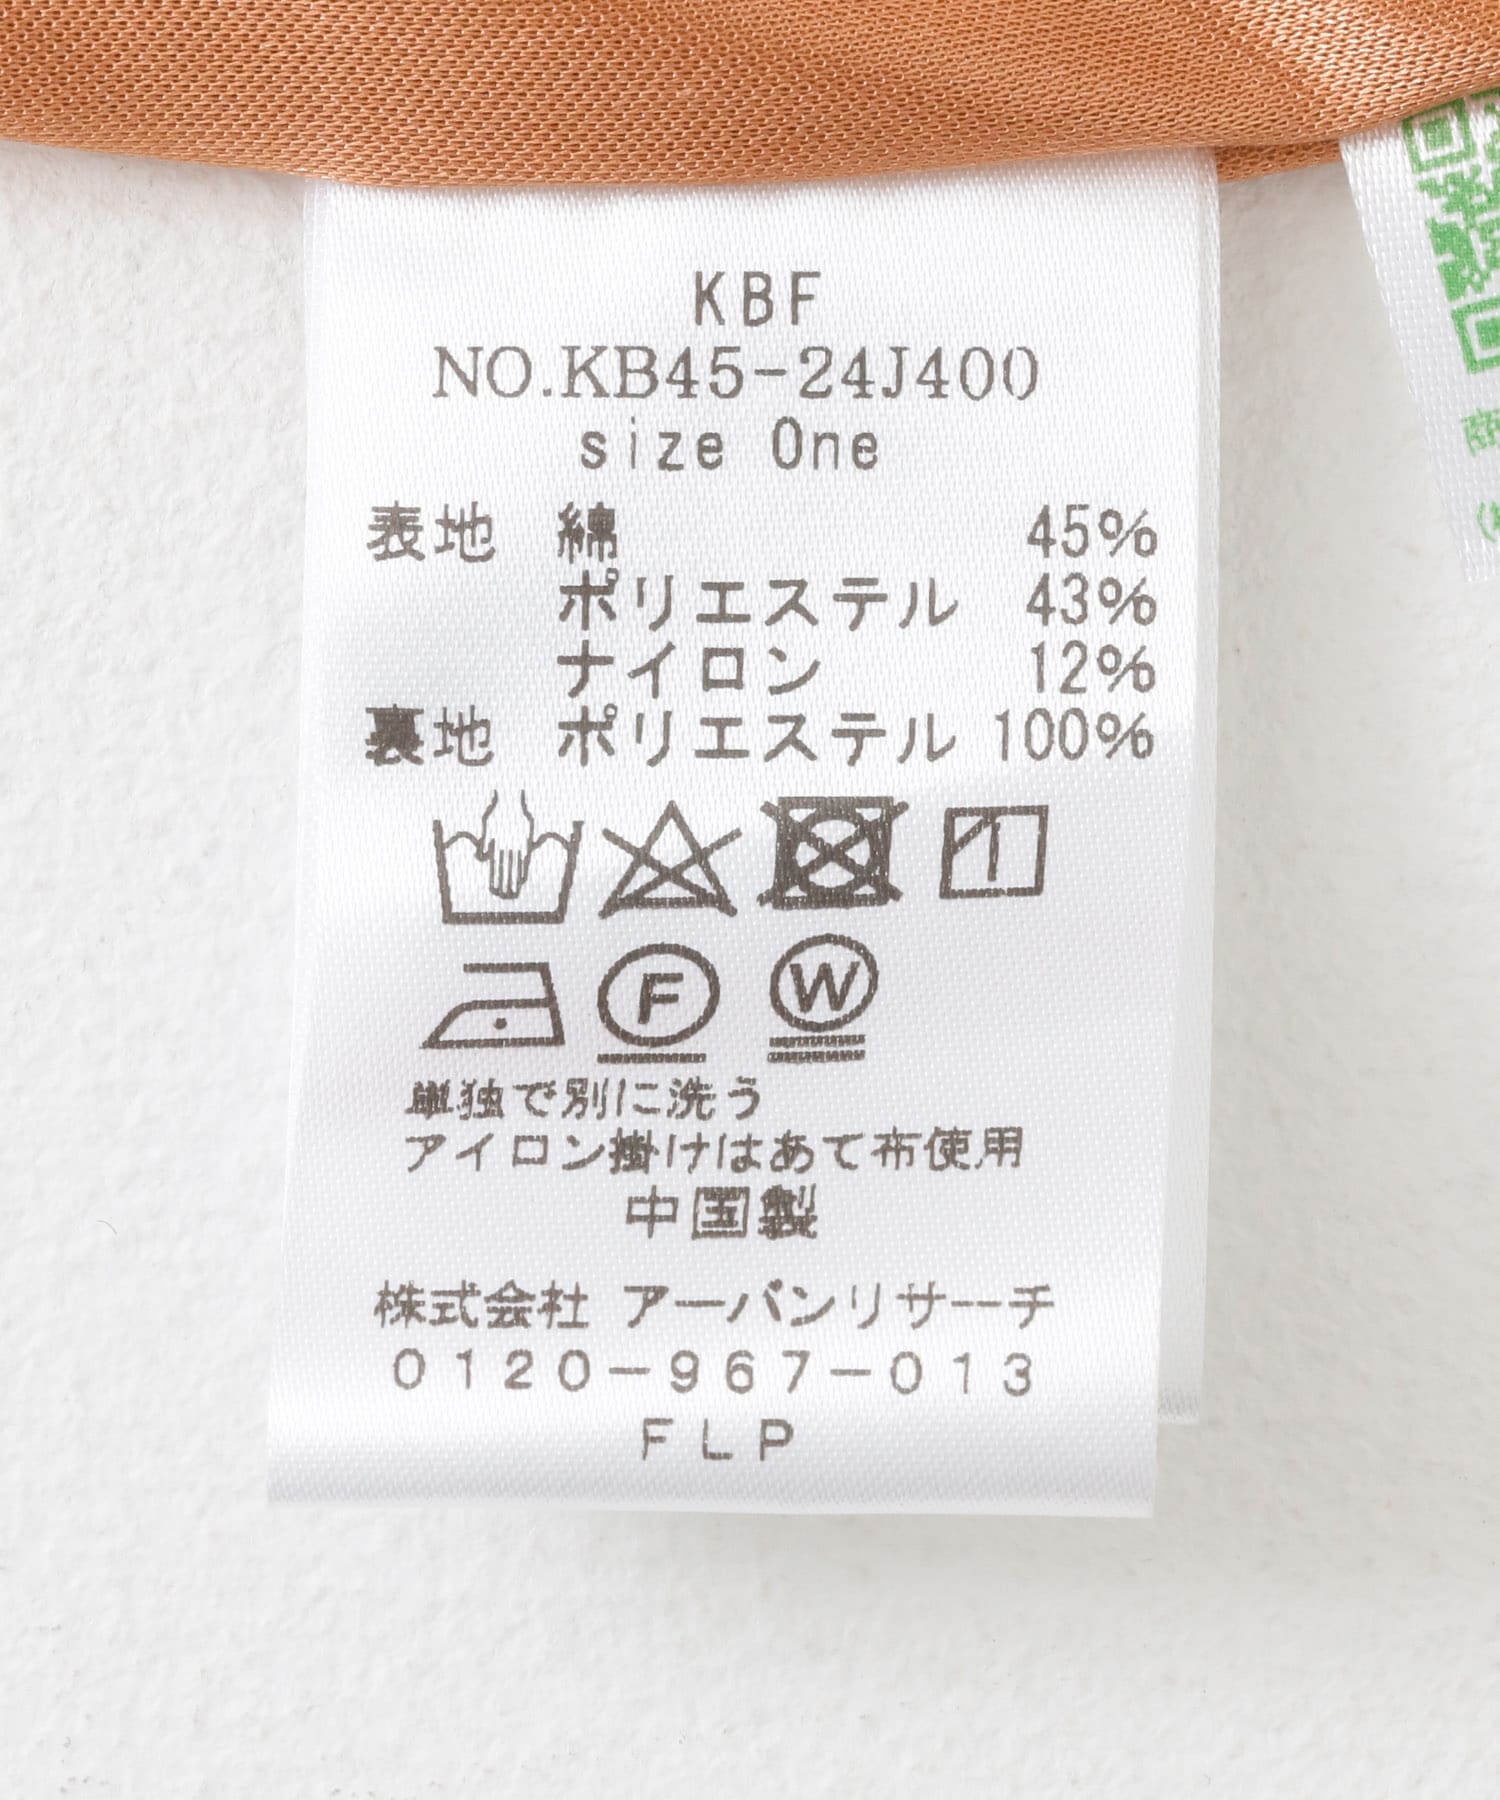 KBF
NO.KB45-24J400
size One
表地 綿 45%
ポリエステル 43%
ナイロン 12%
裏地 ポリエステル 100%
F W
単独で別に洗う
アイロン掛けはあて布使用
中国製
株式会社 アーバンリサーチ
0120-967-013
FLP
商